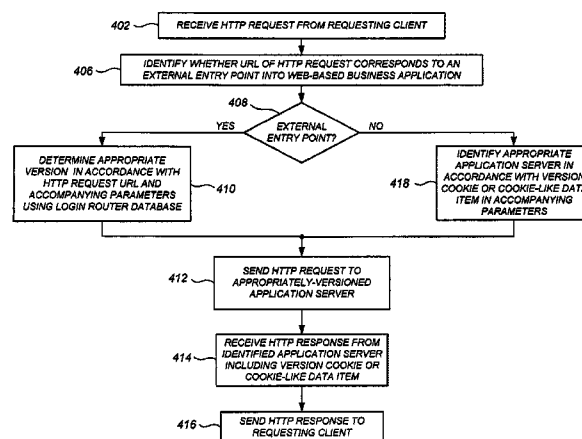 402
RECEIVE HTTP REQUEST FROM REQUESTING CLIENT
406
IDENTIFY WHETHER URL OF HTTP REQUEST CORRESPONDS TO AN
EXTERNAL ENTRY POINT INTO WEB-BASED BUSINESS APPLICATION
408
YES
EXTERNAL
ENTRY POINT?
NO
DETERMINE APPROPRIATE
VERSION IN ACCORDANCE WITH
HTTP REQUEST URL AND
ACCOMPANYING PARAMETERS
USING LOGIN ROUTER DATABASE
410
418
IDENTIFY APPROPRIATE
APPLICATION SERVER IN
ACCORDANCE WITH VERSION
COOKIE OR COOKIE-LIKE DATA
ITEM IN ACCOMPANYING
PARAMETERS
412
SEND HTTP REQUEST TO
APPROPRIATELY-VERSIONED
APPLICATION SERVER
414
RECEIVE HTTP RESPONSE FROM
IDENTIFIED APPLICATION SERVER
INCLUDING VERSION COOKIE OR
COOKIE-LIKE DATA ITEM
416
SEND HTTP RESPONSE TO
REQUESTING CLIENT